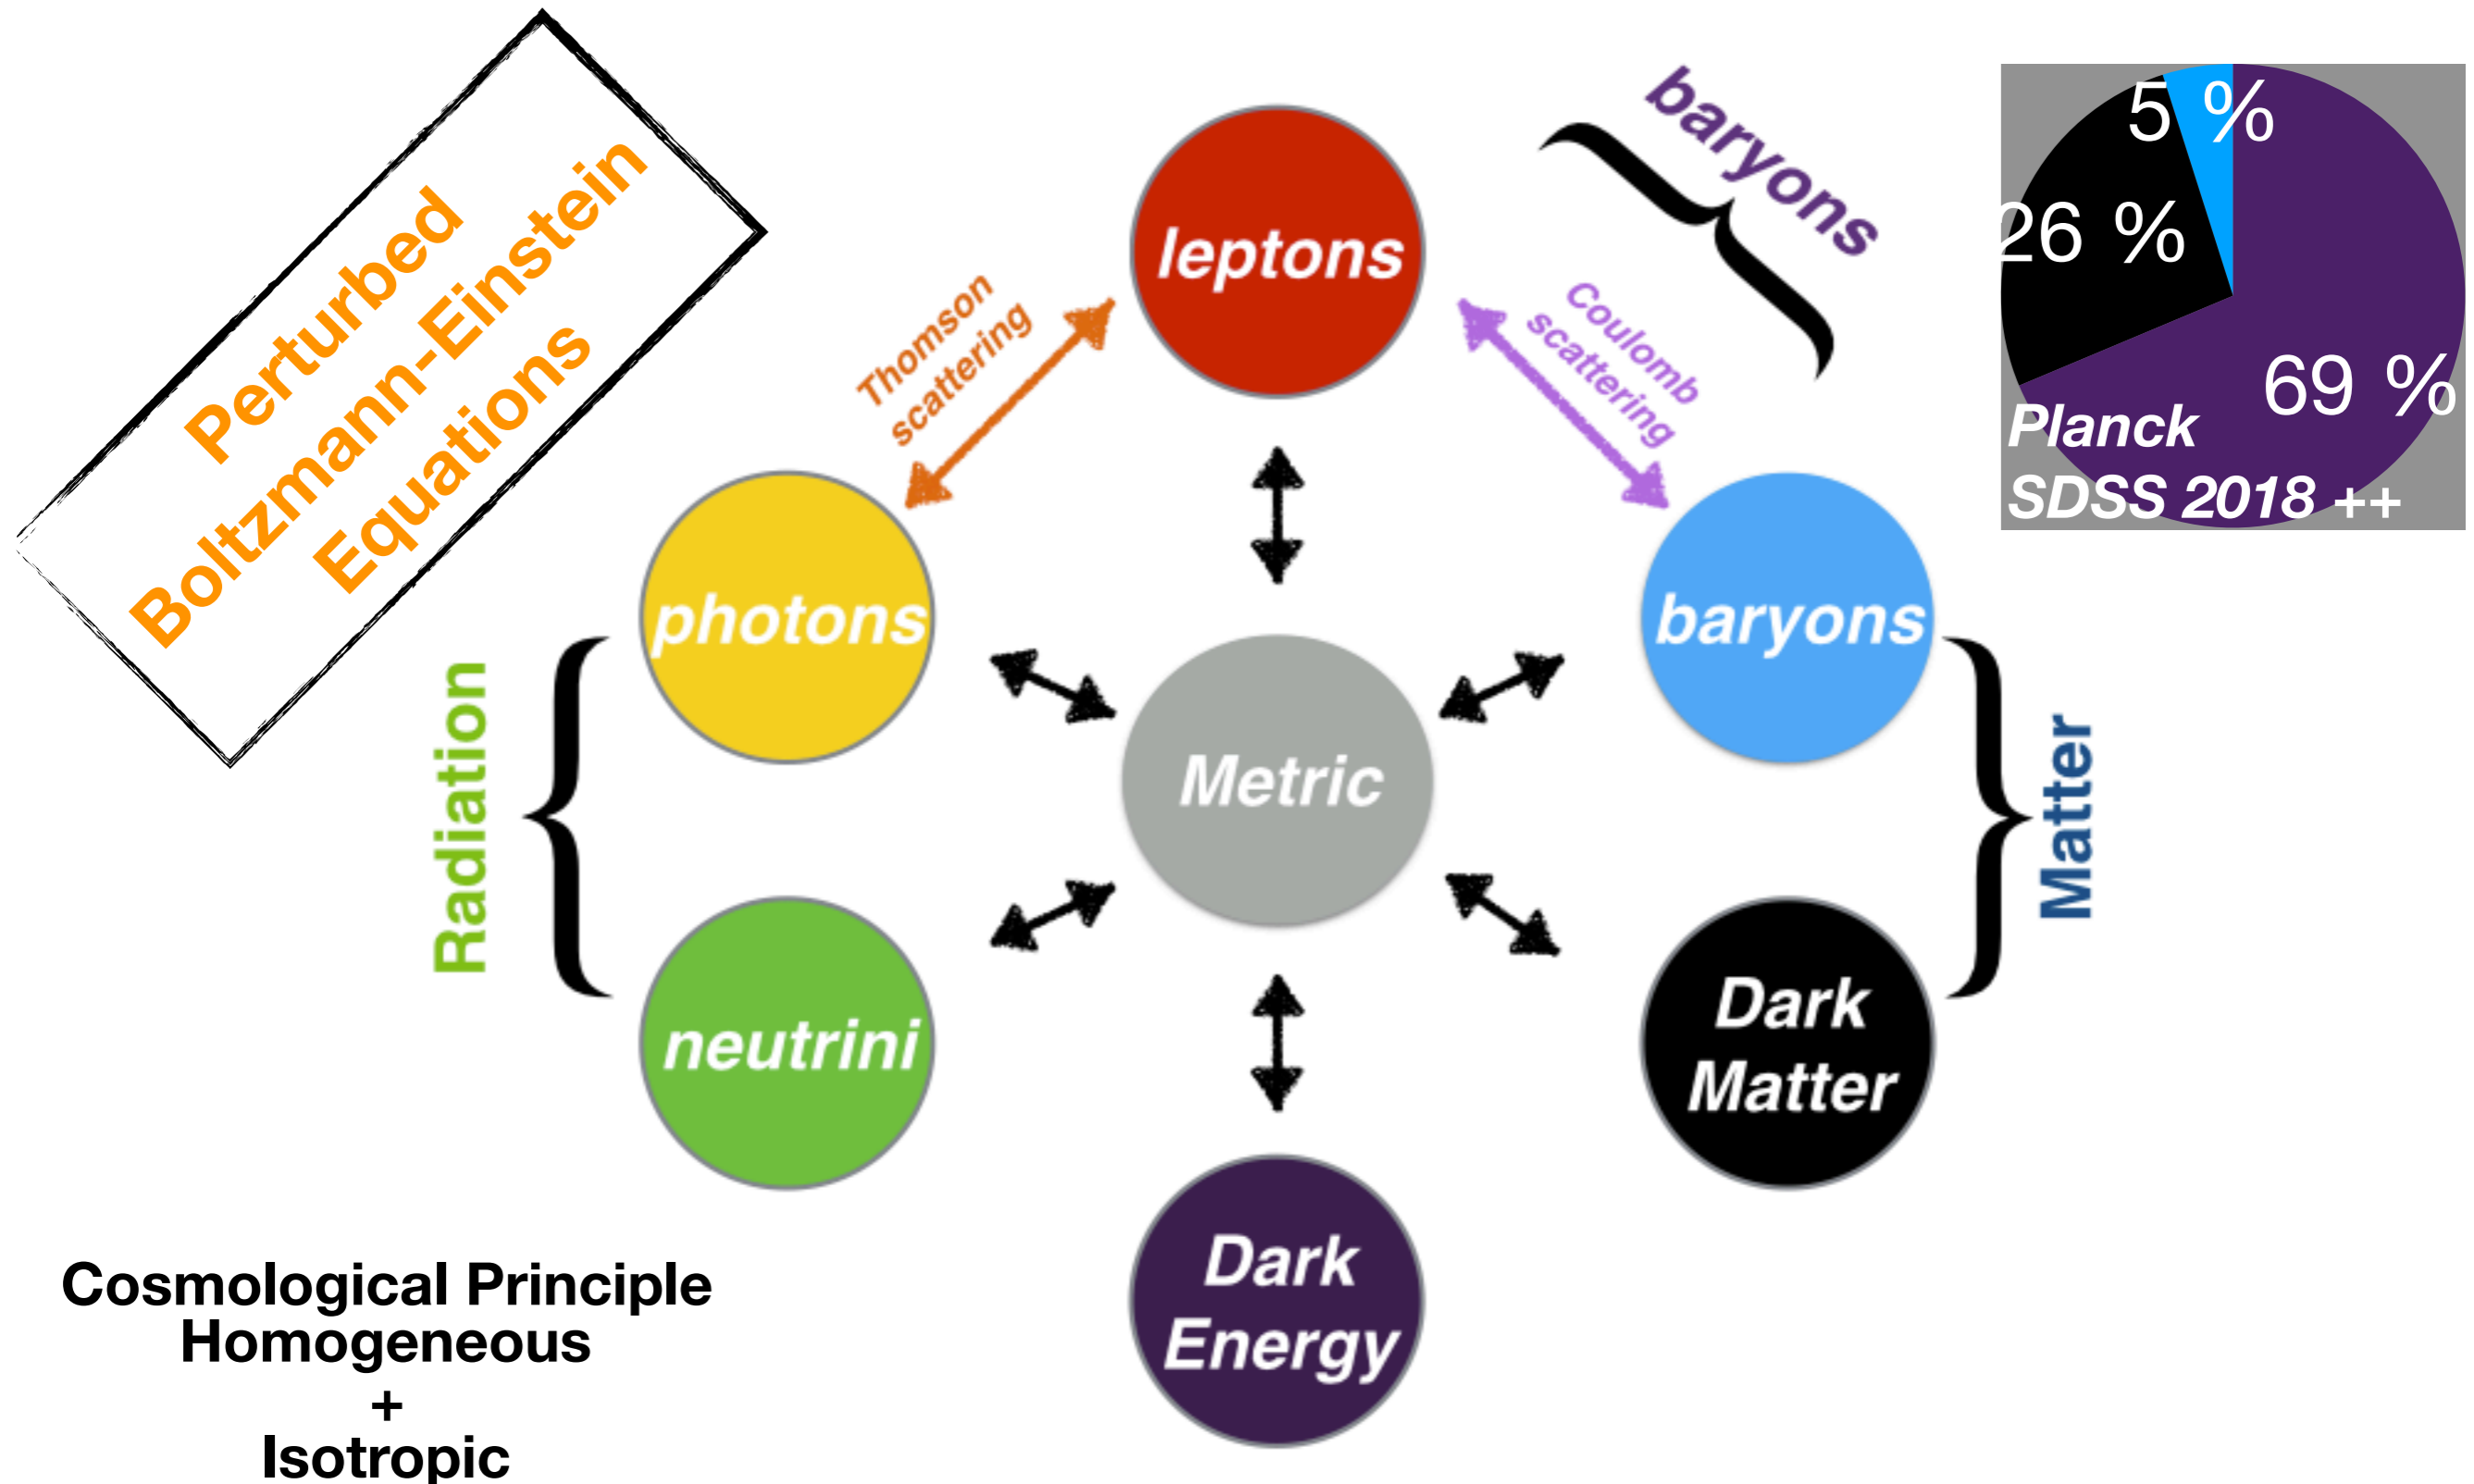 Perturbed
Boltzmann-Einstein
Equations
baryons
5 %
26 %
69 %
Planck
SDSS 2018 ++
leptons
Thomson
scattering
Coulomb
scattering
photons
baryons
Radiation
Metric
Matter
neutrini
Dark
Matter
Dark
Energy
Cosmological Principle
Homogeneous
+
Isotropic